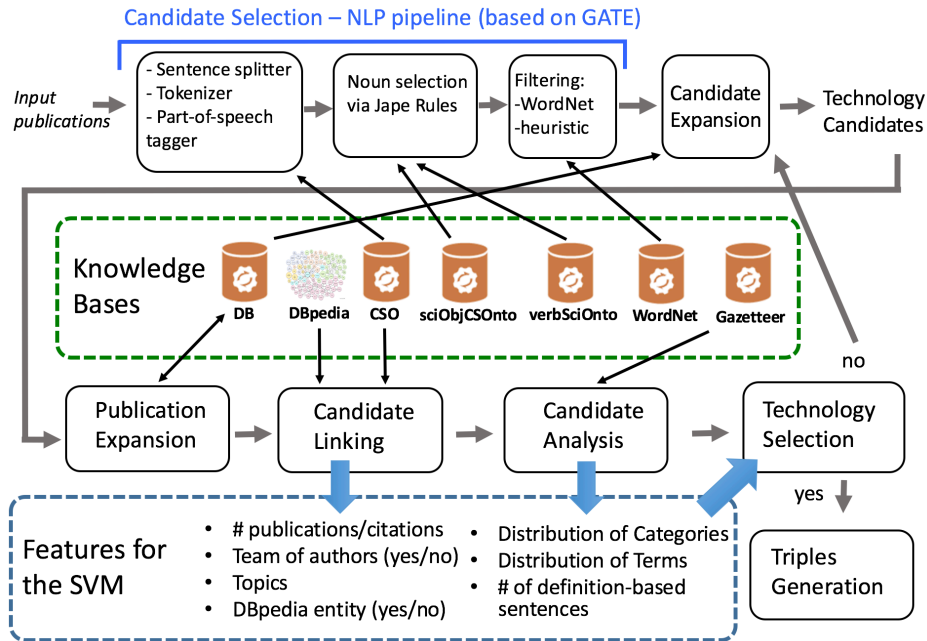 Candidate Selection – NLP pipeline (based on GATE)
Input
publications
- Sentence splitter
- Tokenizer
- Part-of-speech
tagger
Noun selection
via Jape Rules
Filtering:
-WordNet
-heuristic
Candidate
Expansion
Technology
Candidates
Knowledge
Bases
DB
DBpedia
CSO
sciObjCSOnto
verbSciOnto
WordNet
Gazetteer
no
Publication
Expansion
Candidate
Linking
Candidate
Analysis
Technology
Selection
yes
Features for
the SVM
• # publications/citations
• Team of authors (yes/no)
• Topics
• DBpedia entity (yes/no)
• Distribution of Categories
• Distribution of Terms
• # of definition-based
sentences
Triples
Generation